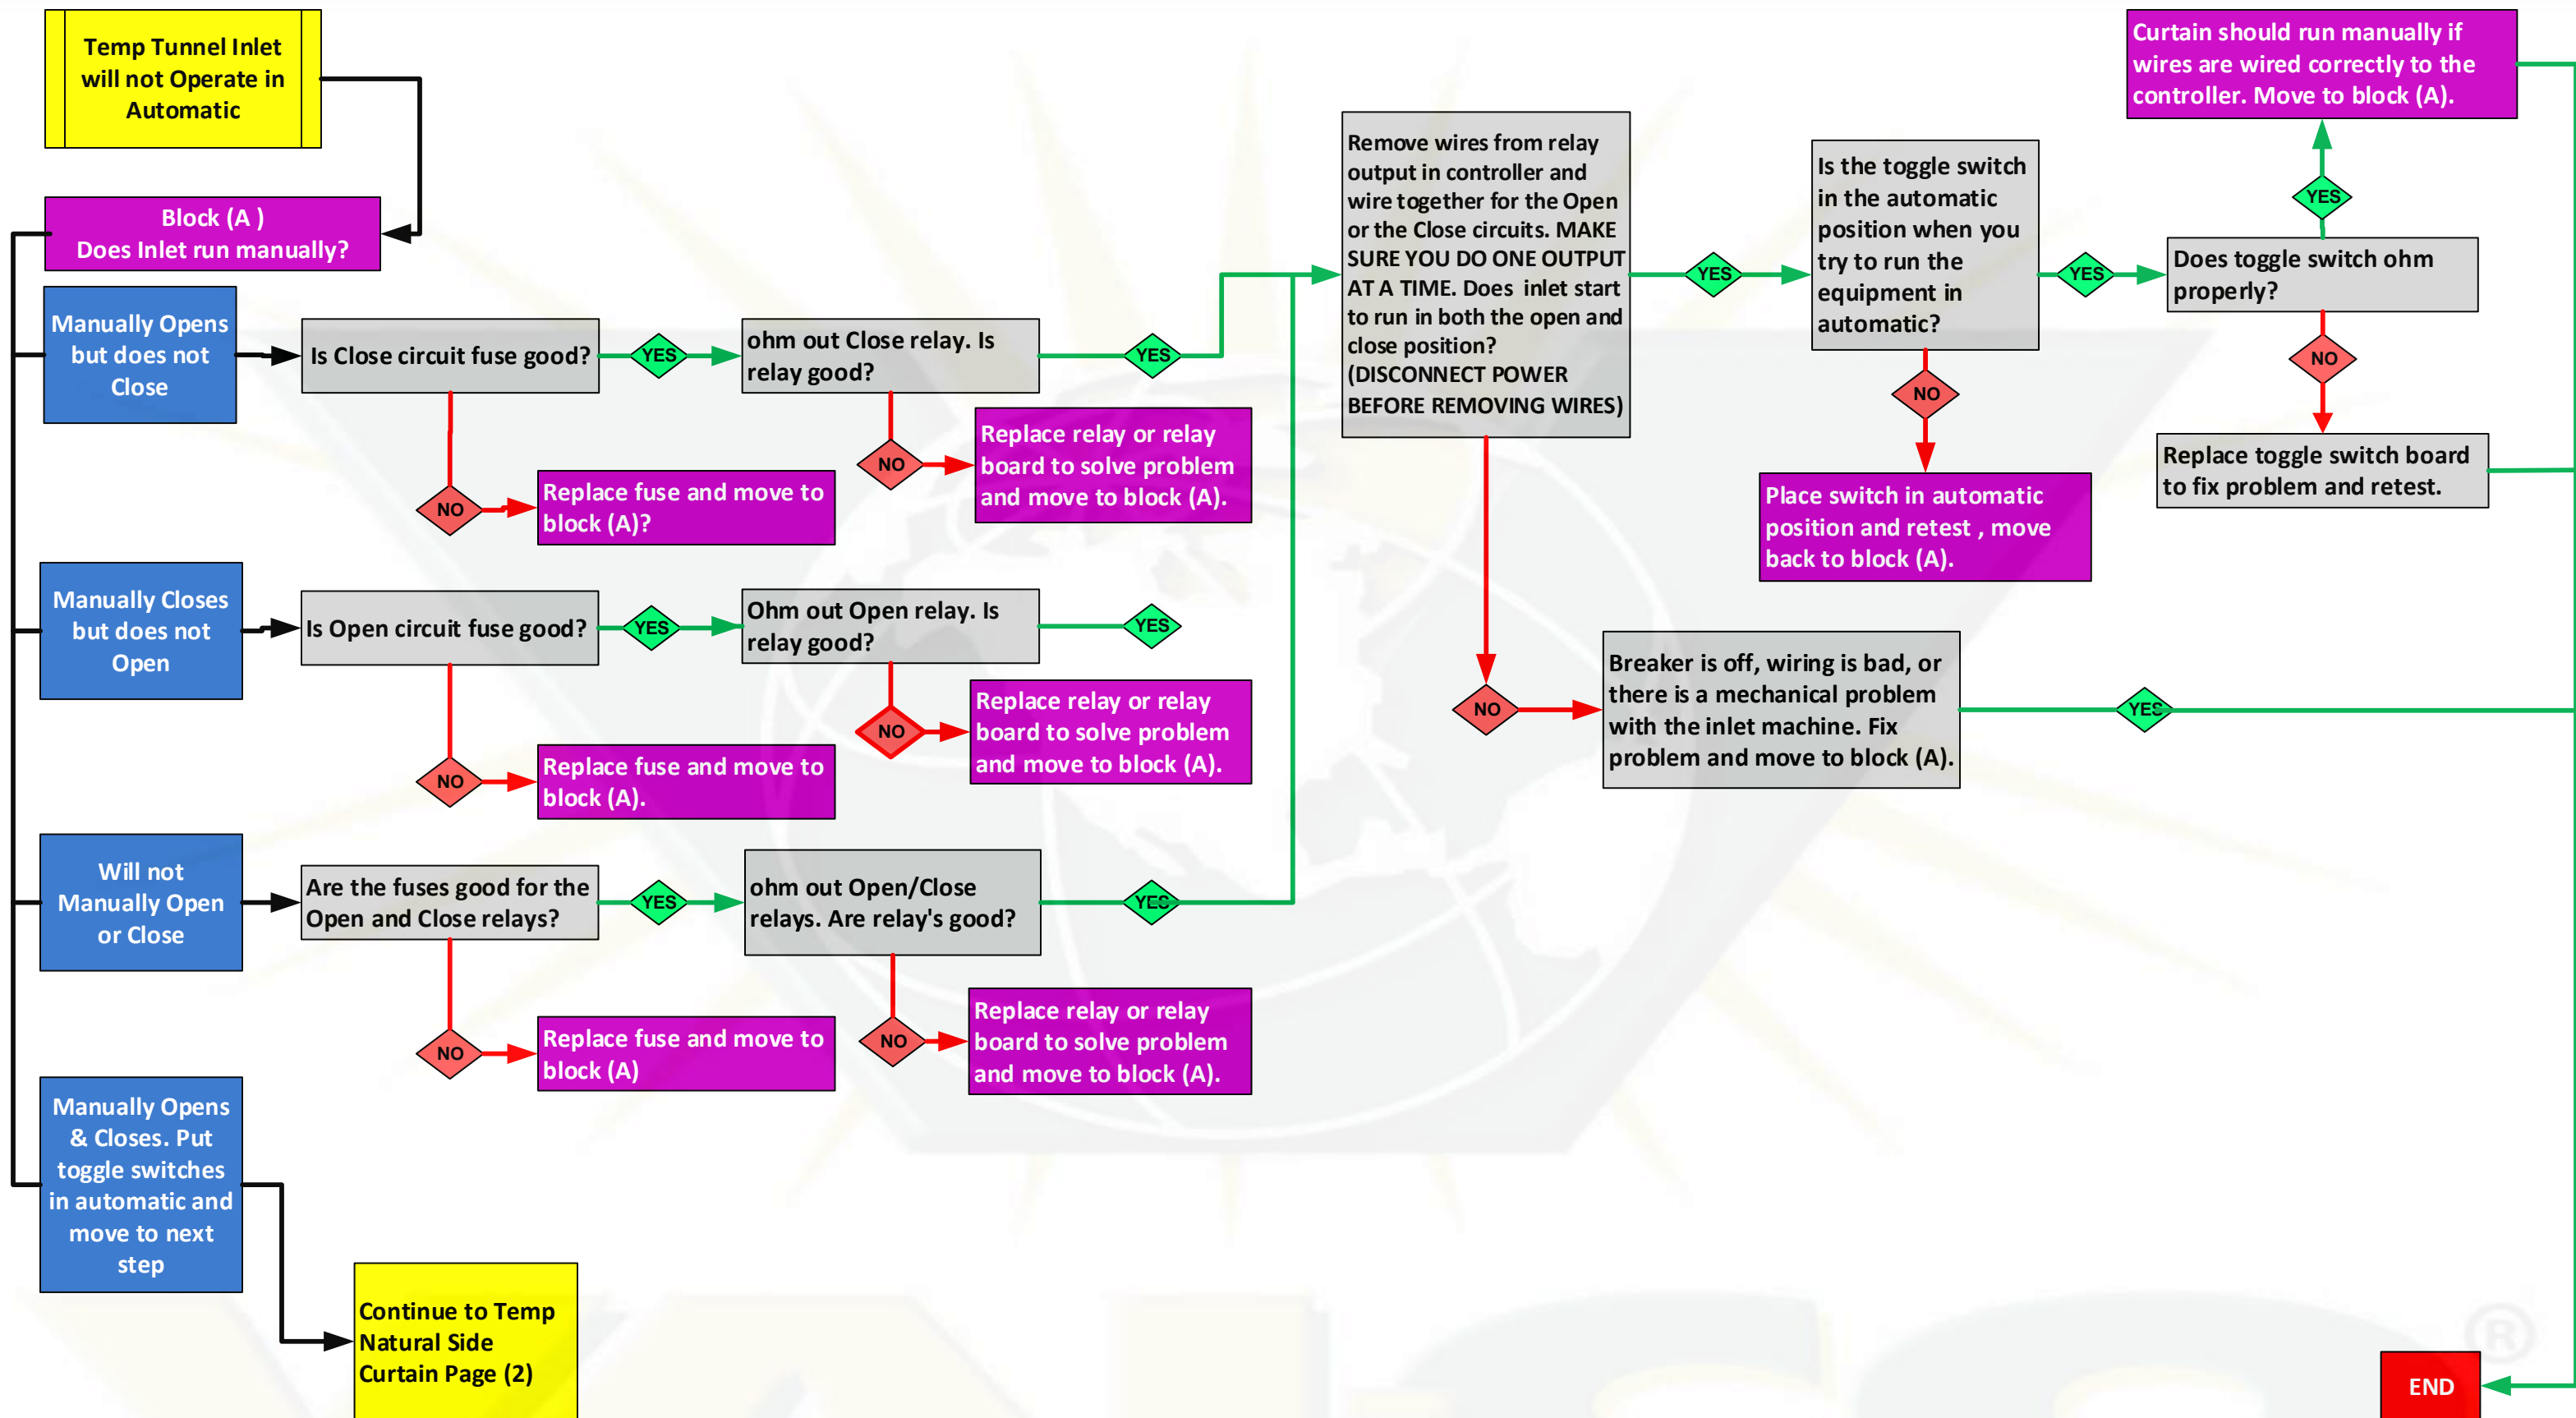 Temp Tunnel Inlet
will not Operate in
Automatic
Block (A )
Does Inlet run manually?
Manually Opens
but does not
Close
Is Close circuit fuse good?
YES
ohm out Close relay. Is
relay good?
YES
NO
Replace fuse and move to
block (A)?
NO
Replace relay or relay
board to solve problem
and move to block (A).
Manually Closes
but does not
Open
Is Open circuit fuse good?
YES
Ohm out Open relay. Is
relay good?
YES
NO
Replace fuse and move to
block (A).
NO
Replace relay or relay
board to solve problem
and move to block (A).
Will not
Manually Open
or Close
Are the fuses good for the
Open and Close relays?
YES
ohm out Open/Close
relays. Are relay's good?
YES
NO
Replace fuse and move to
block (A)
NO
Replace relay or relay
board to solve problem
and move to block (A).
Manually Opens
& Closes. Put
toggle switches
in automatic and
move to next
step
Continue to Temp
Natural Side
Curtain Page (2)
Remove wires from relay
output in controller and
wire together for the Open
or the Close circuits. MAKE
SURE YOU DO ONE OUTPUT
AT A TIME. Does  inlet start
to run in both the open and
close position?
(DISCONNECT POWER
BEFORE REMOVING WIRES)
YES
Is the toggle switch
in the automatic
position when you
try to run the
equipment in
automatic?
YES
Does toggle switch ohm
properly?
YES
Curtain should run manually if
wires are wired correctly to the
controller. Move to block (A).
NO
Replace toggle switch board
to fix problem and retest.
NO
Place switch in automatic
position and retest , move
back to block (A).
NO
Breaker is off, wiring is bad, or
there is a mechanical problem
with the inlet machine. Fix
problem and move to block (A).
YES
END
®